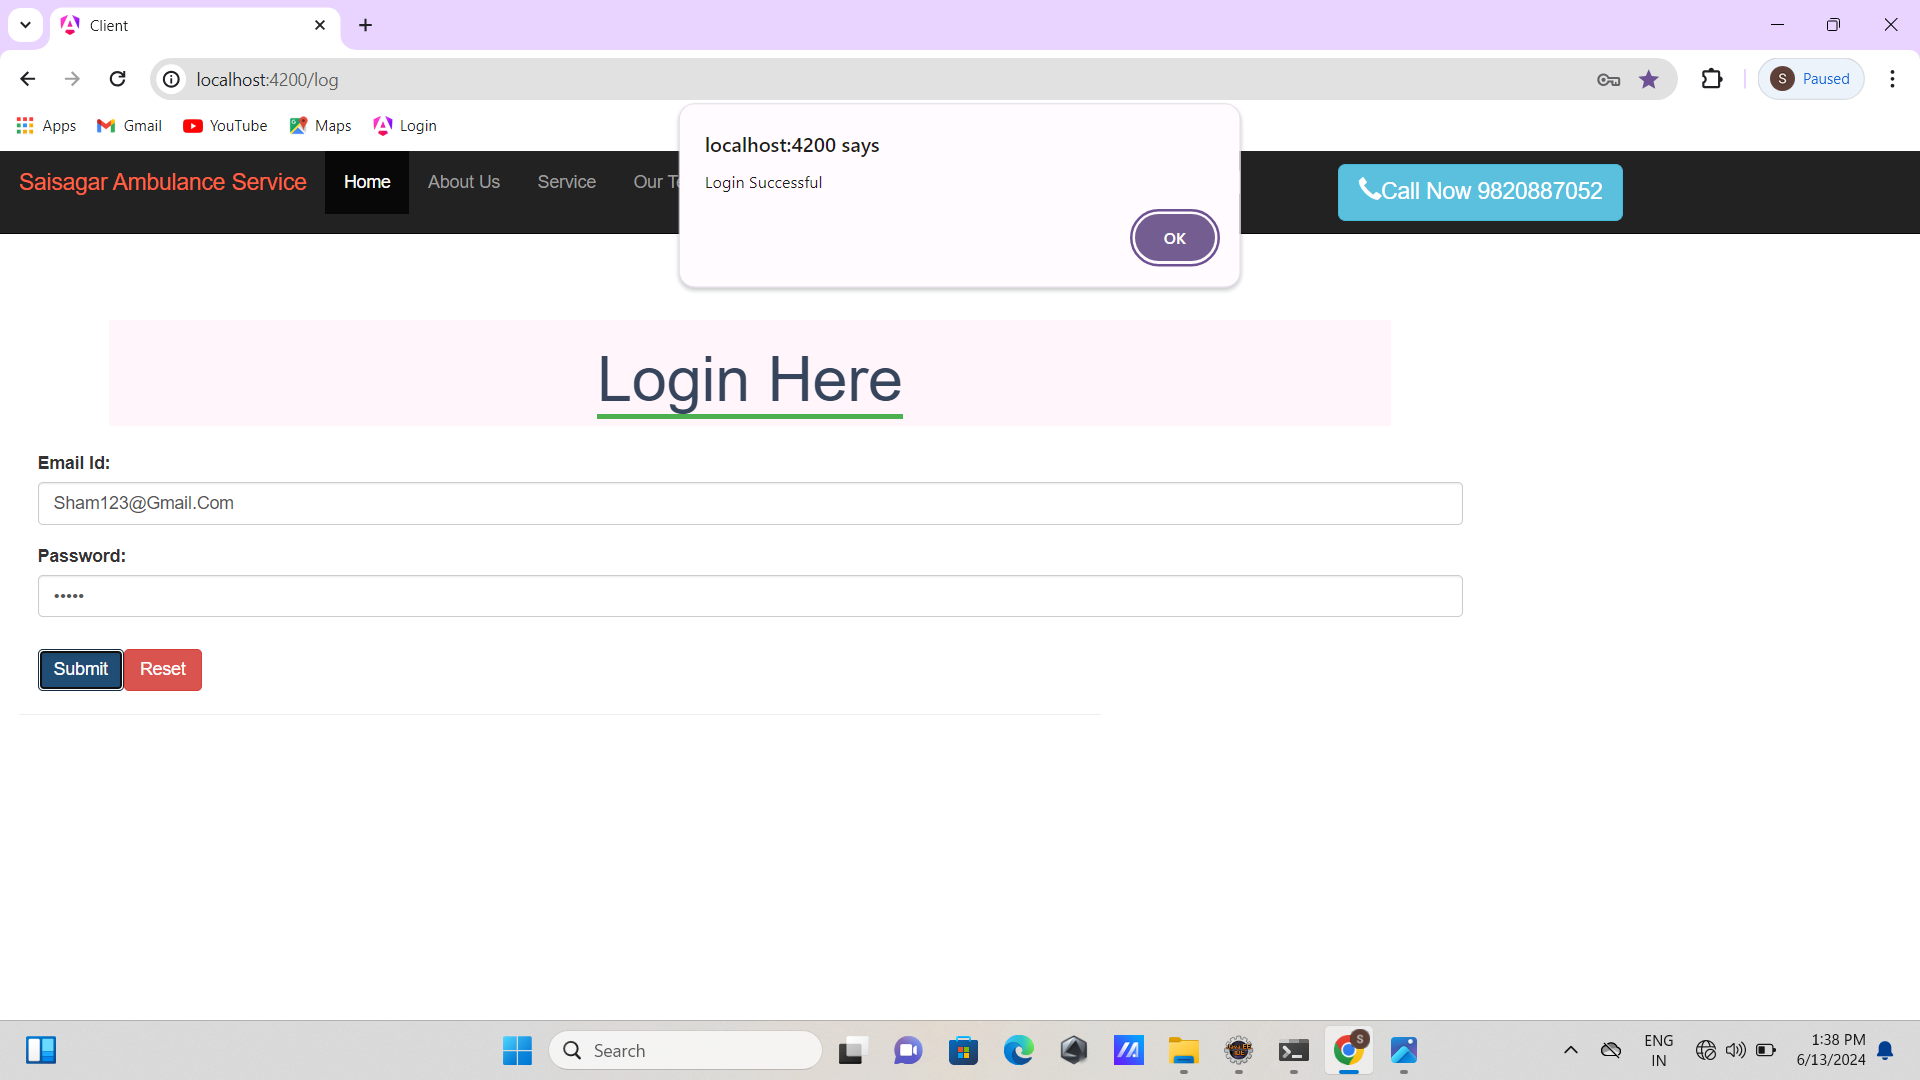 Client
localhost:4200/log
S Paused
Apps Gmail YouTube Maps Login
localhost:4200 says
Login Successful
OK
Saisagar Ambulance Service Home About Us Service Our Te
Call Now 9820887052
Login Here
Email Id:
Sham123@Gmail.Com
Password:
•••••
Submit Reset
Search
S
ENG
IN
1:38 PM
6/13/2024